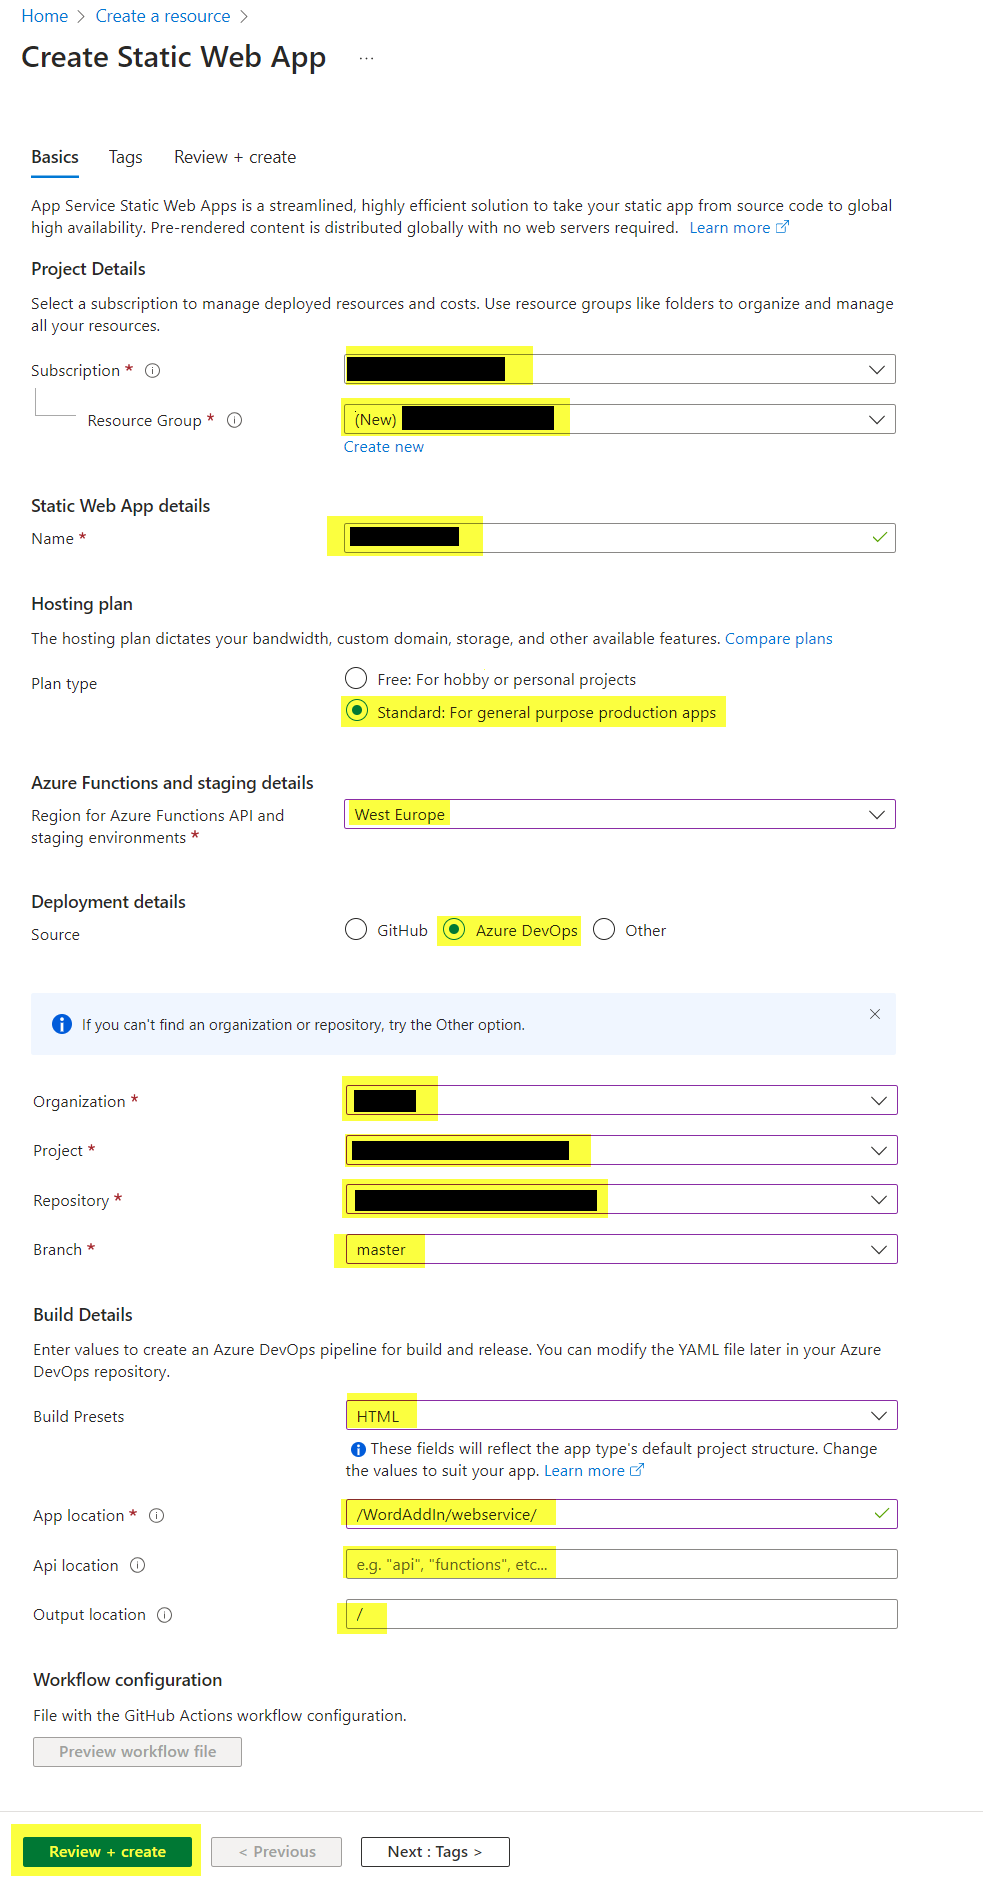 Home > Create a resource >
Create Static Web App ...
Basics Tags Review + create
App Service Static Web Apps is a streamlined, highly efficient solution to take your static app from source code to global
high availability. Pre-rendered content is distributed globally with no web servers required. Learn more
Project Details
Select a subscription to manage deployed resources and costs. Use resource groups like folders to organize and manage
all your resources.
Subscription *
Resource Group * (New)
Create new
Static Web App details
Name *
Hosting plan
The hosting plan dictates your bandwidth, custom domain, storage, and other available features. Compare plans
Plan type
Free: For hobby or personal projects
Standard: For general purpose production apps
Azure Functions and staging details
Region for Azure Functions API and
staging environments *
West Europe
Deployment details
Source GitHub Azure DevOps Other
If you can't find an organization or repository, try the Other option.
Organization *
Project *
Repository *
Branch * master
Build Details
Enter values to create an Azure DevOps pipeline for build and release. You can modify the YAML file later in your Azure
DevOps repository.
Build Presets HTML
These fields will reflect the app type's default project structure. Change
the values to suit your app. Learn more
App location * /WordAddIn/webservice/
Api location e.g. "api", "functions", etc...
Output location /
Workflow configuration
File with the GitHub Actions workflow configuration.
Preview workflow file
Review + create < Previous Next : Tags >